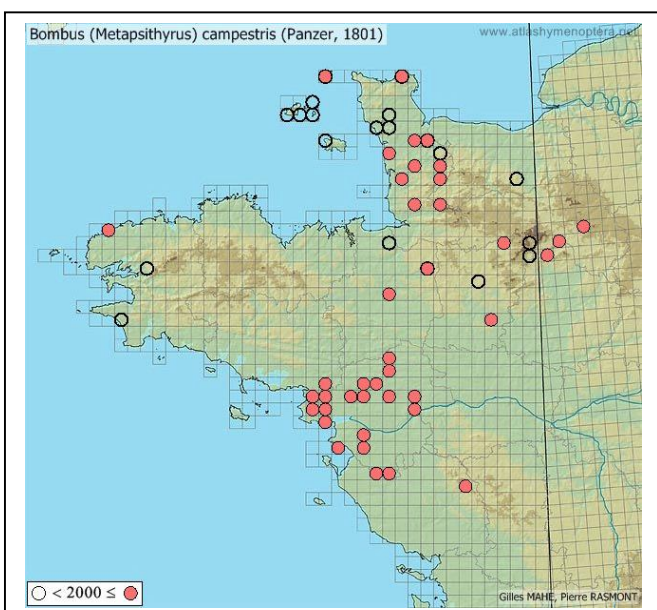 Bombus (Metapsithyrus) campestris (Panzer, 1801)
www.atlashymenoptera.net
< 2000 ≤
Gilles MAHE, Pierre RASMONT